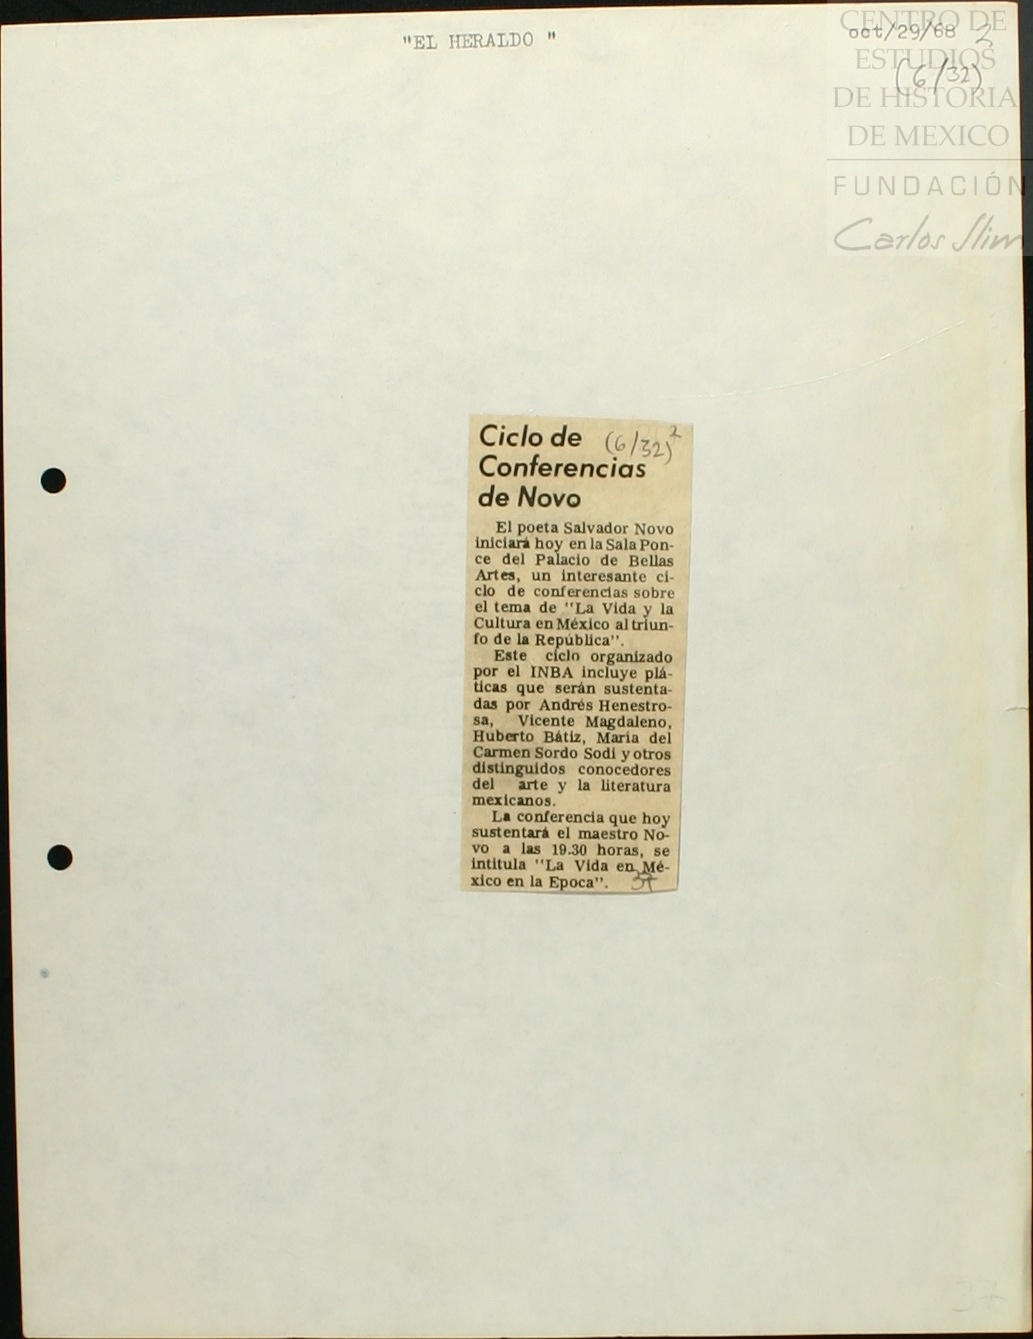 "EL HERALDO "
oct/29/68 2
(6/32)
CENTRO DE
ESTUDIOS
DE HISTORIA
DE MEXICO
FUNDACIÓN
Carlos Slim
Ciclo de (6/32)2
Conferencias
de Novo
El poeta Salvador Novo
iniciará hoy en la Sala Pon-
ce del Palacio de Bellas
Artes, un interesante ci-
clo de conferencias sobre
el tema de "La Vida y la
Cultura en México al triun-
fo de la República".
Este ciclo organizado
por el INBA incluye plá-
ticas que serán sustenta-
das por Andrés Henestro-
sa, Vicente Magdaleno,
Huberto Bátiz, María del
Carmen Sordo Sodi y otros
distinguidos conocedores
del arte y la literatura
mexicanos.
La conferencia que hoy
sustentará el maestro No-
vo a las 19.30 horas, se
intitula "La Vida en Mé-
xico en la Epoca". 37
37